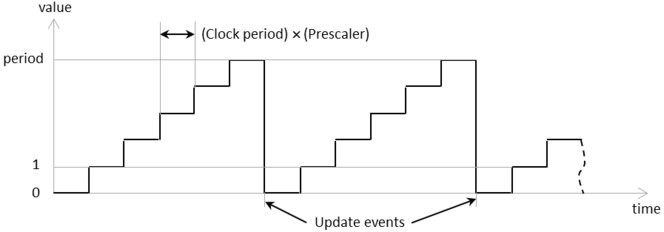 value
(Clock period) × (Prescaler)
period
1
0
time
Update events